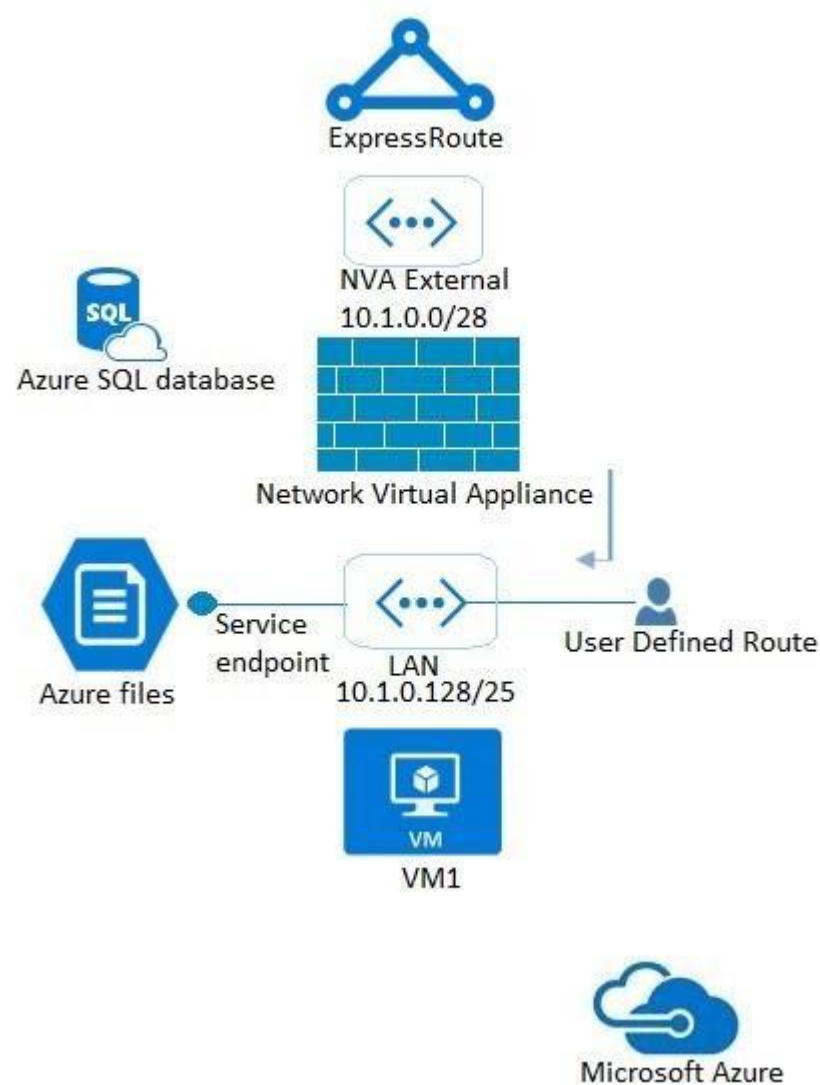 ExpressRoute
NVA External
10.1.0.0/28
SQL
Azure SQL database
Network Virtual Appliance
Service
endpoint
LAN
10.1.0.128/25
User Defined Route
Azure files
VM
VM1
Microsoft Azure